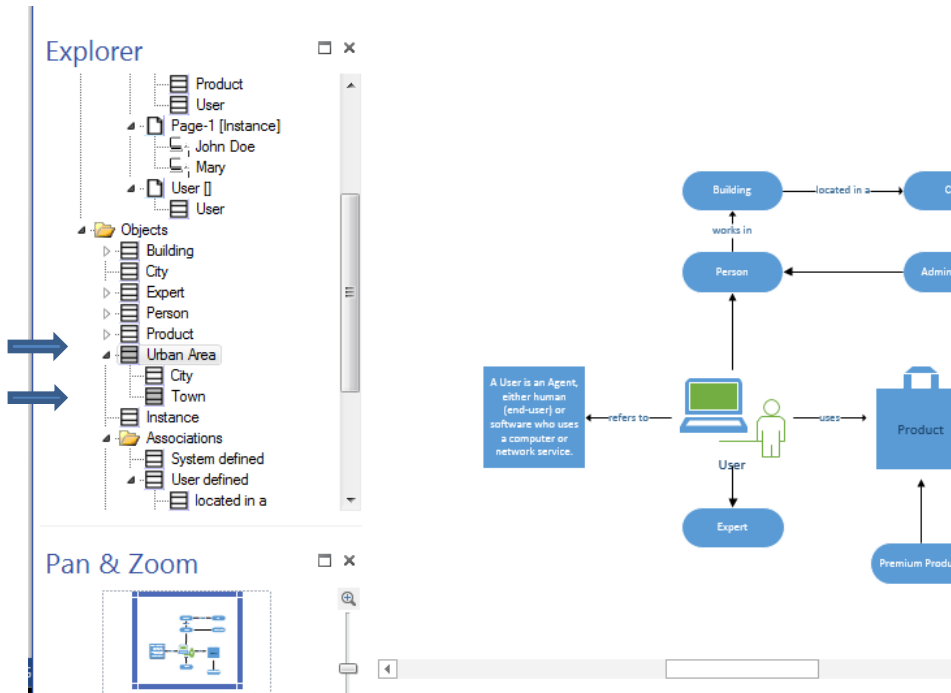 Explorer
Product
User
Page-1 [Instance]
John Doe
Mary
User []
User
Objects
Building
City
Expert
Person
Product
Urban Area
City
Town
Instance
Associations
System defined
User defined
located in a
Pan & Zoom
Building
located in a
C
works in
Person
Admin
A User is an Agent,
either human
(end-user) or
software who uses
a computer or
network service.
refers to
uses
Product
User
Expert
Premium Produ